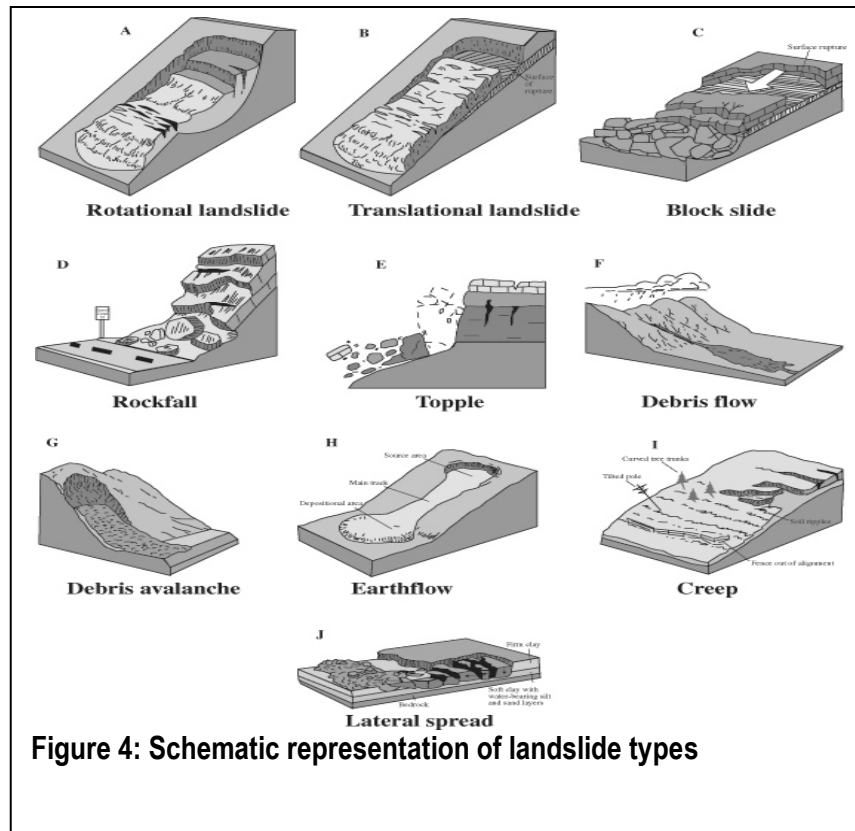 A
B
C
Surface rupture
Surface
of
rupture
Rotational landslide
Translational landslide
Block slide
D
E
F
Rockfall
Topple
Debris flow
G
H
I
Source area
Main track
Depositional area
Curved tree trunks
Tilted pole
Soil ripples
Fence out of alignment
Debris avalanche
Earthflow
Creep
J
Firm clay
Soft clay with
water-bearing silt
and sand layers
Bedrock
Lateral spread
Figure 4: Schematic representation of landslide types